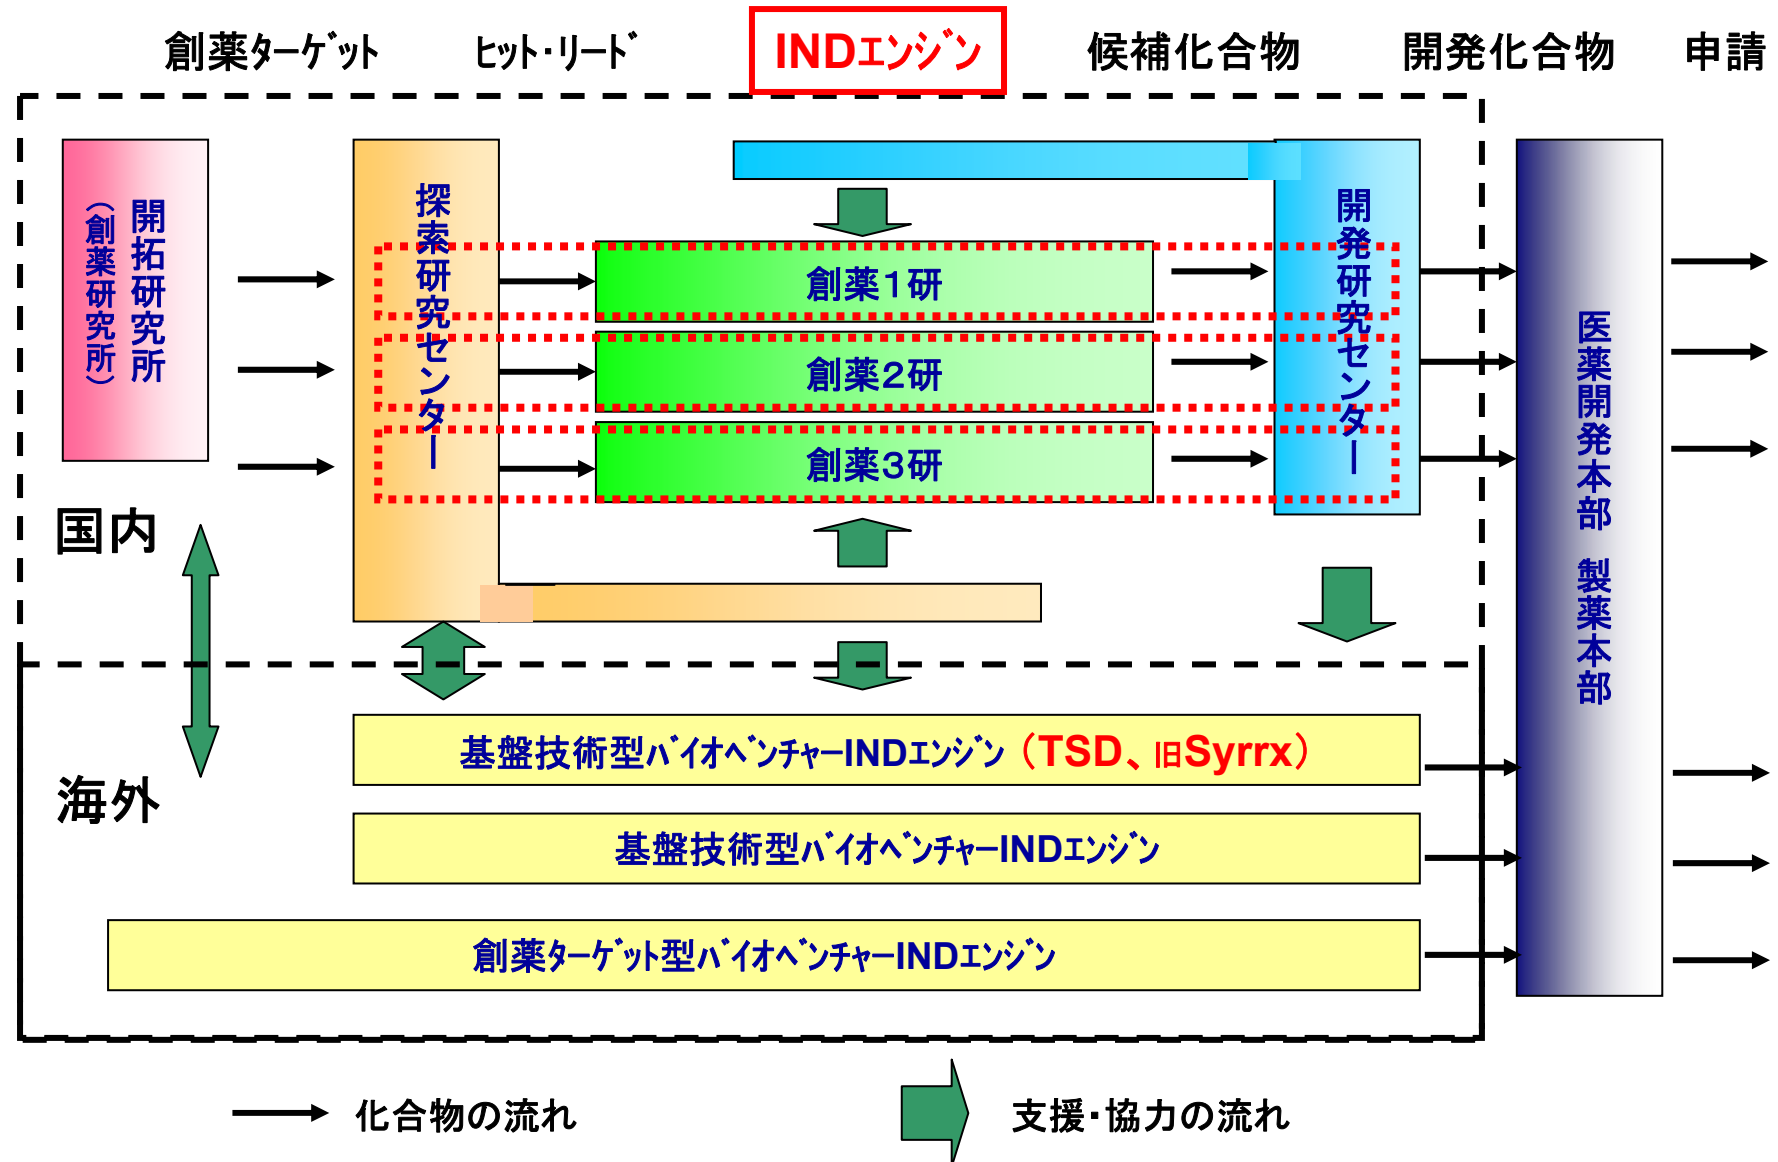 創薬ターゲット
ﾋｯﾄ・ﾘｰﾄﾞ
INDｴﾝｼﾞﾝ
候補化合物
開発化合物
申請
開拓研究所
（創薬研究所）
探索研究センター
開発研究センター
創薬１研
創薬２研
創薬３研
医薬開発本部　製薬本部
国内
海外
基盤技術型ﾊﾞｲｵﾍﾞﾝﾁｬｰINDｴﾝｼﾞﾝ（TSD、旧Syrrx）
基盤技術型ﾊﾞｲｵﾍﾞﾝﾁｬｰINDｴﾝｼﾞﾝ
創薬ﾀｰｹﾞｯﾄ型ﾊﾞｲｵﾍﾞﾝﾁｬｰINDｴﾝｼﾞﾝ
化合物の流れ
支援・協力の流れ